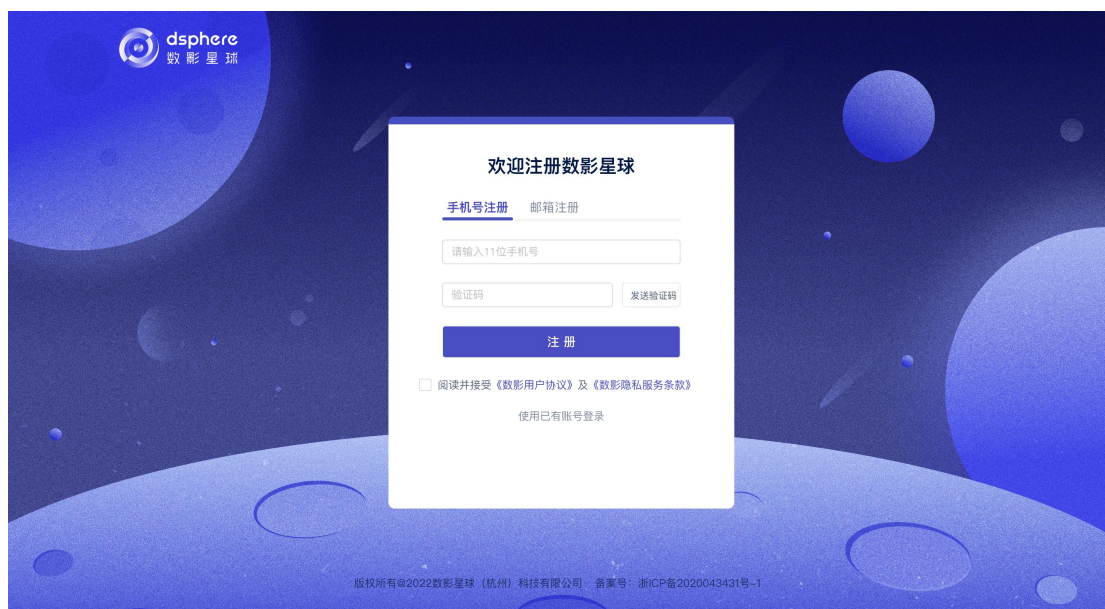 dsphere
数影星球
欢迎注册数影星球
手机号注册 邮箱注册
请输入11位手机号
验证码 发送验证码
注 册
阅读并接受《数影用户协议》及《数影隐私服务条款》
使用已有账号登录
版权所有@2022数影星球（杭州）科技有限公司 备案号：浙ICP备2020043431号-1